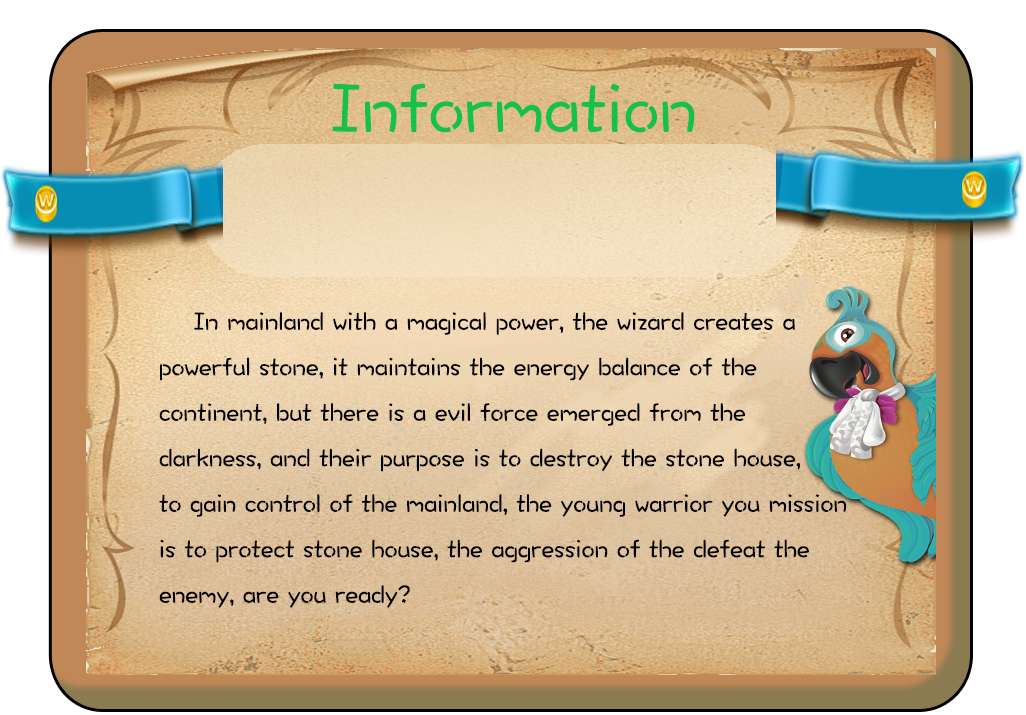 Information
W
W
In mainland with a magical power, the wizard creates a
powerful stone, it maintains the energy balance of the
continent, but there is a evil force emerged from the
darkness, and their purpose is to destroy the stone house,
to gain control of the mainland, the young warrior you mission
is to protect stone house, the aggression of the defeat the
enemy, are you ready?